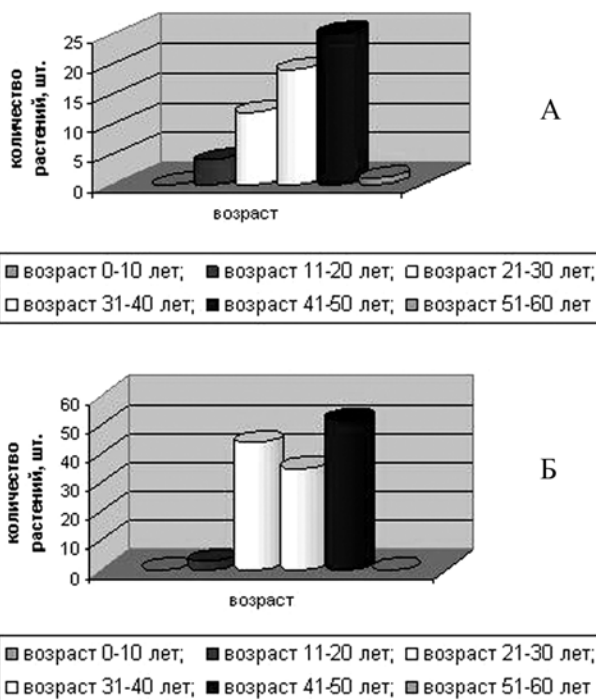 25
20
15
10
5
0
количество
растений, шт.
возраст
А
возраст 0-10 лет; возраст 11-20 лет; возраст 21-30 лет;
возраст 31-40 лет; возраст 41-50 лет; возраст 51-60 лет
60
50
40
30
20
10
0
количество
растений, шт.
возраст
Б
возраст 0-10 лет; возраст 11-20 лет; возраст 21-30 лет;
возраст 31-40 лет; возраст 41-50 лет; возраст 51-60 лет